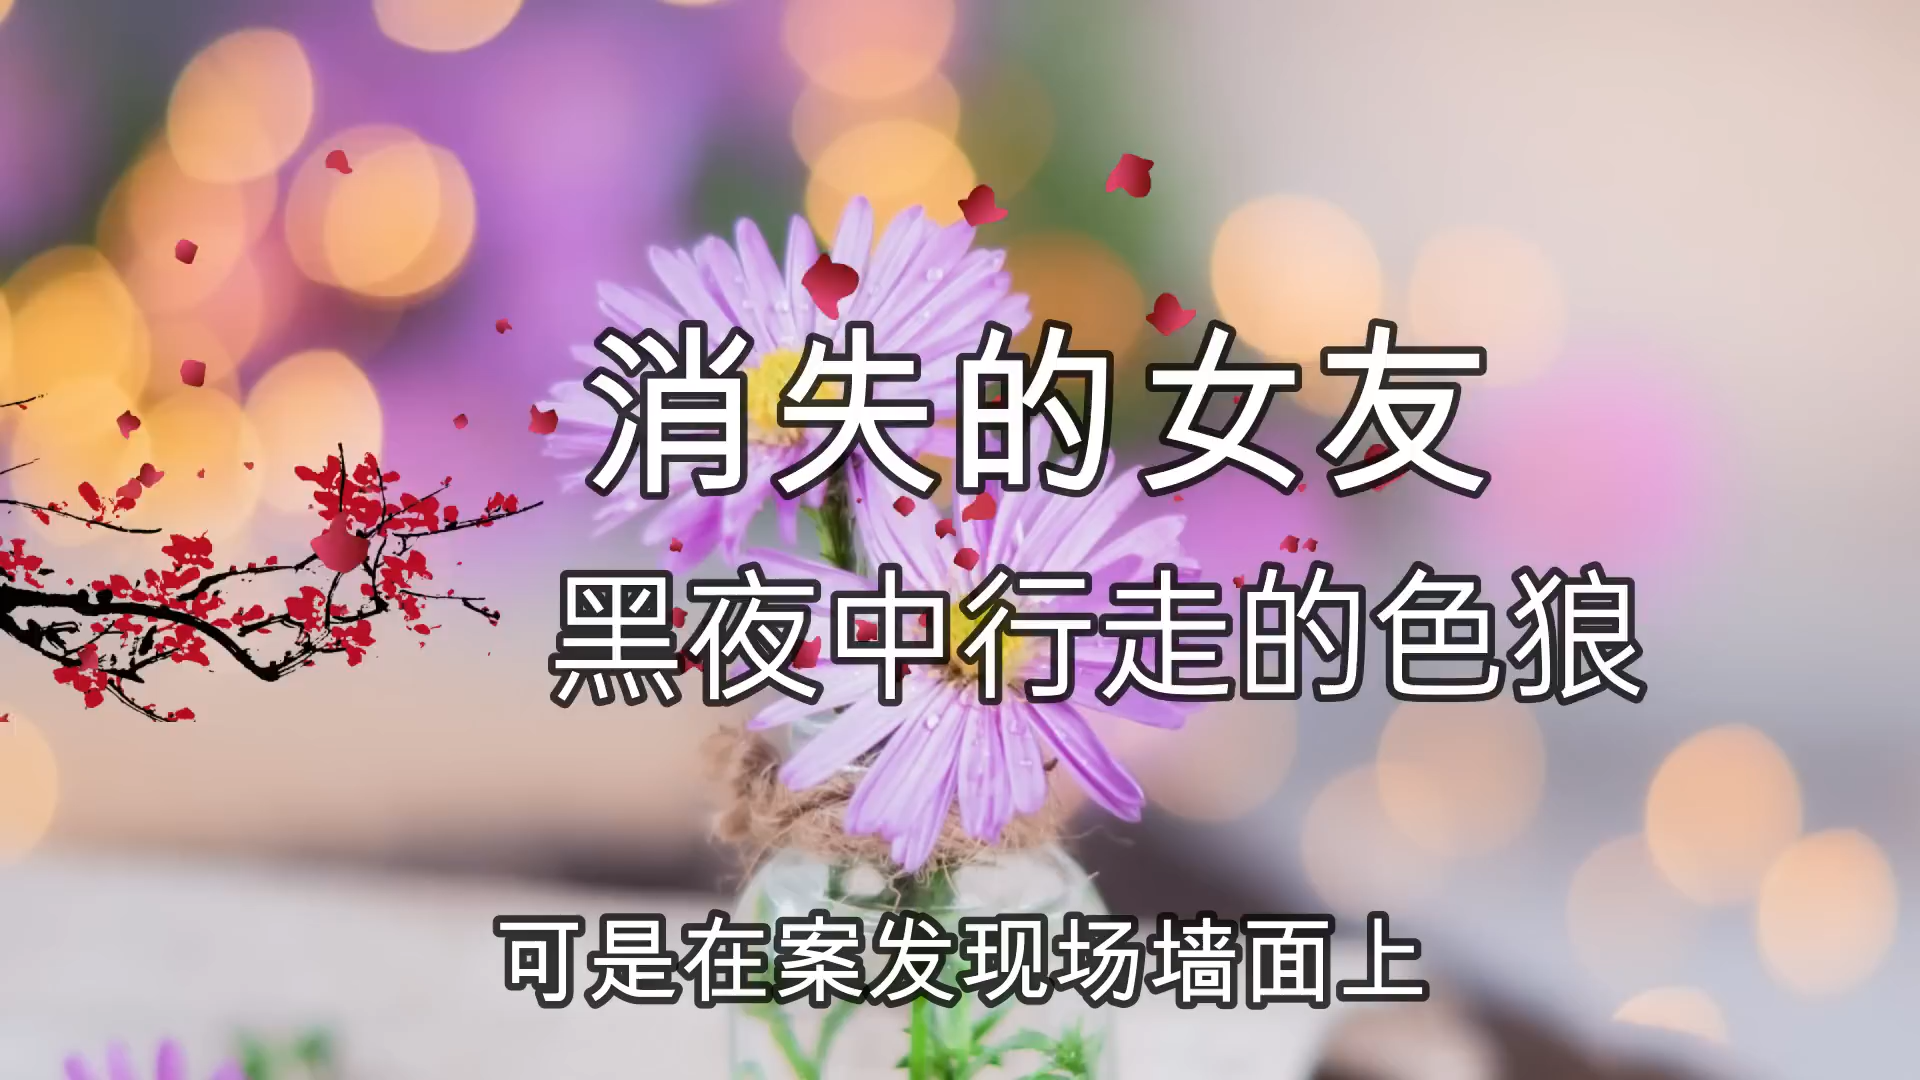 消失的女友
黑夜中行走的色狼
可是在案发现场墙面上